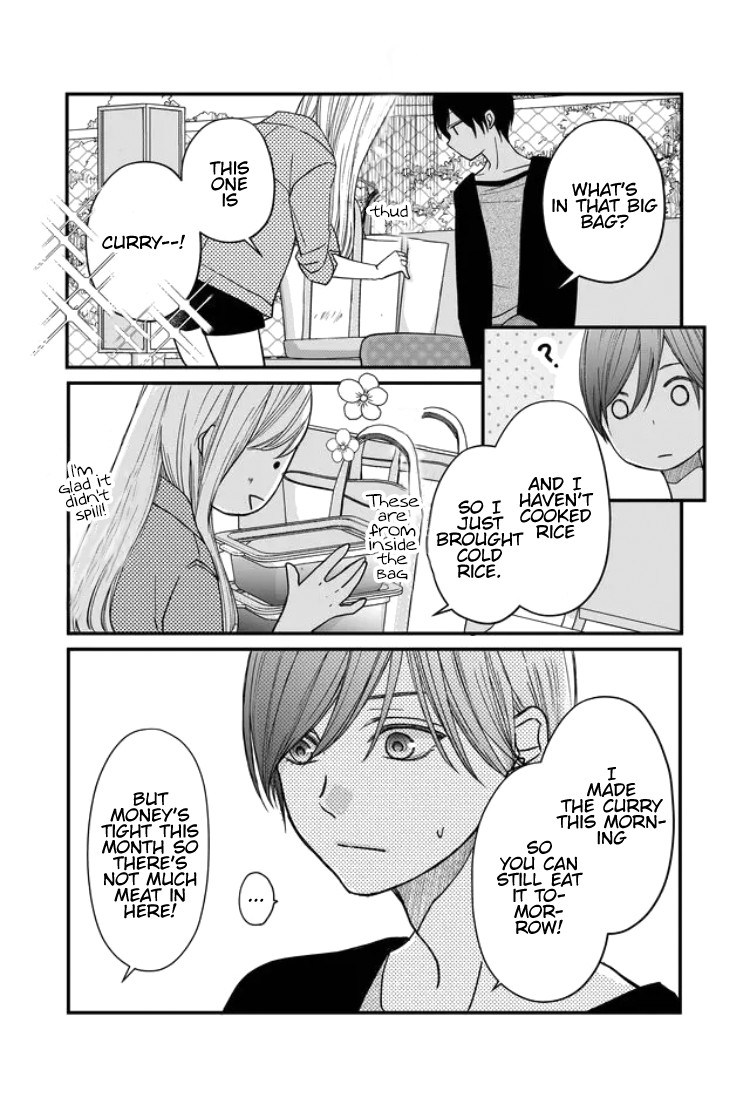 WHAT'S
IN THAT BIG
BAG?
thud
THIS
ONE
IS
CURRY--!
?
AND I
HAVEN'T
COOKED
RICE
SO I
JUST
BROUGHT
COLD
RICE.
These
are
from
inside
the
BAG
I'm
Glad it
didn't
spill!
I
MADE
THE CURRY
THIS MORN-
ING
SO
YOU CAN
STILL EAT
IT TO-
MOR-
ROW!
...
BUT
MONEY'S
TIGHT THIS
MONTH SO
THERE'S
NOT MUCH
MEAT IN
HERE!